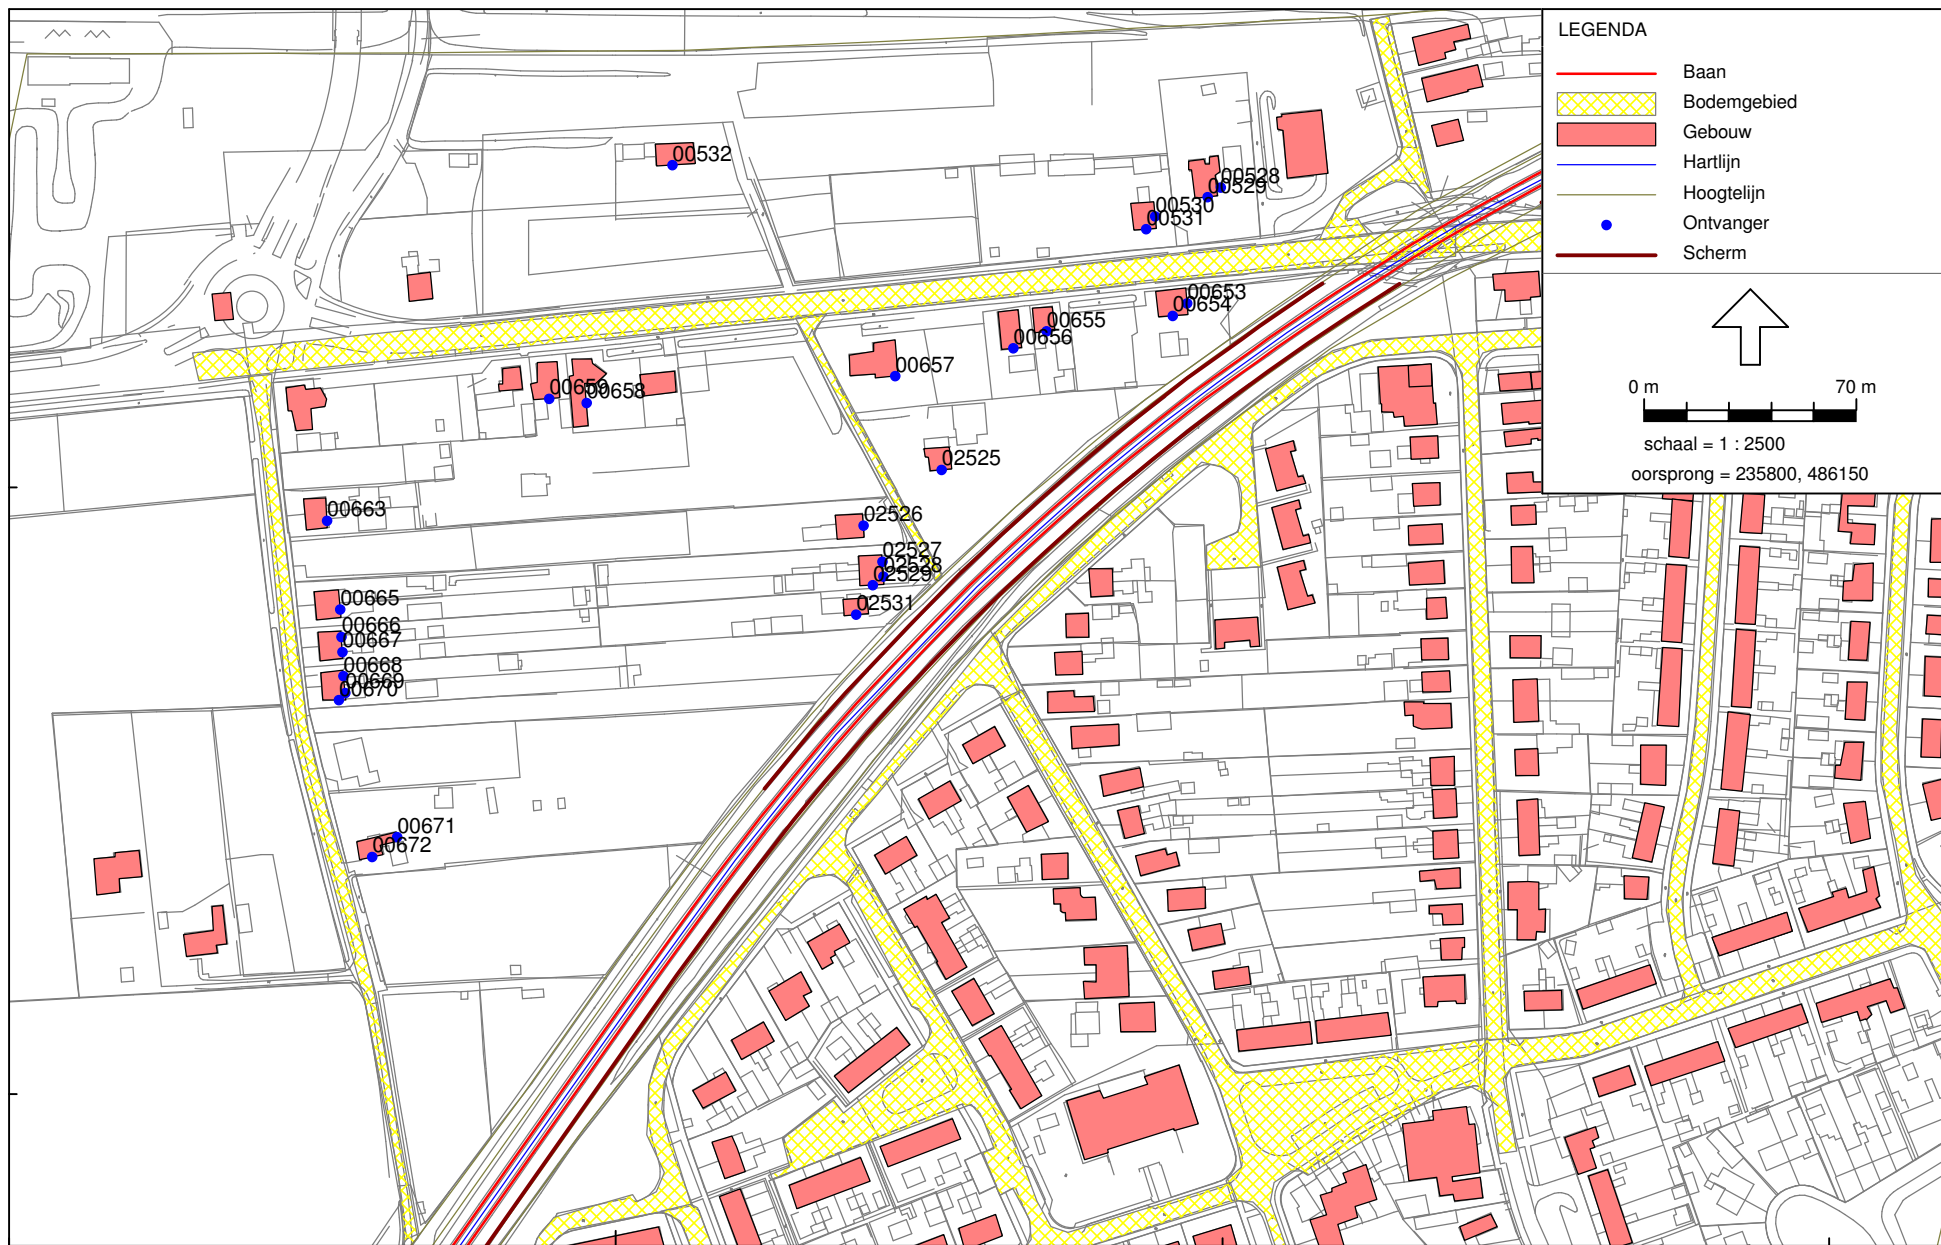 LEGENDA
Baan
Bodemgebied
Gebouw
Hartlijn
Hoogtelijn
Ontvanger
Scherm
0 m 70 m
schaal = 1 : 2500
oorsprong = 235800, 486150
00532
00528
00529
00530
00531
00653
00654
00655
00656
00657
00659
00658
02525
00663
02526
02527
02528
02529
02531
00665
00666
00667
00668
00669
00670
00671
00672